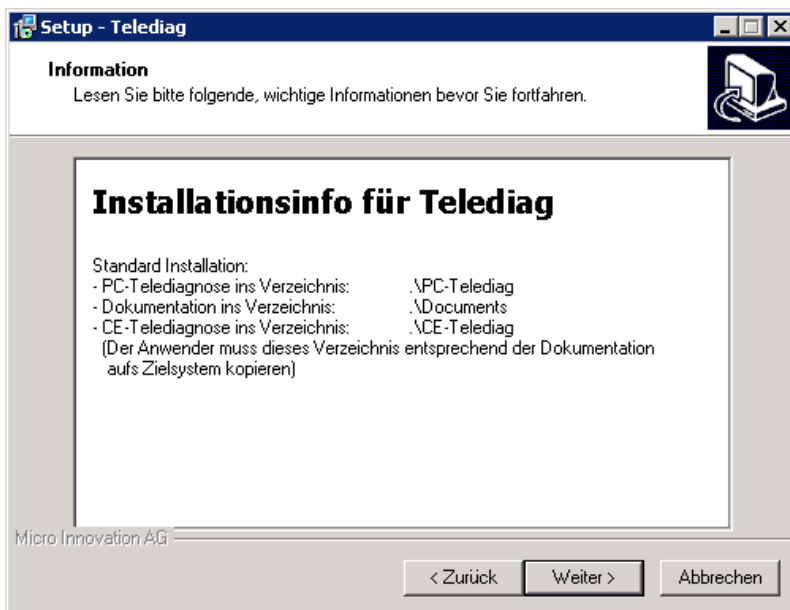 Setup - Telediag
Information
Lesen Sie bitte folgende, wichtige Informationen bevor Sie fortfahren.
Installationsinfo für Telediag
Standard Installation:
- PC-Telediagnose ins Verzeichnis: .\PC-Telediag
- Dokumentation ins Verzeichnis: .\Documents
- CE-Telediagnose ins Verzeichnis: .\CE-Telediag
(Der Anwender muss dieses Verzeichnis entsprechend der Dokumentation
aufs Zielsystem kopieren)
Micro Innovation AG
< Zurück Weiter > Abbrechen